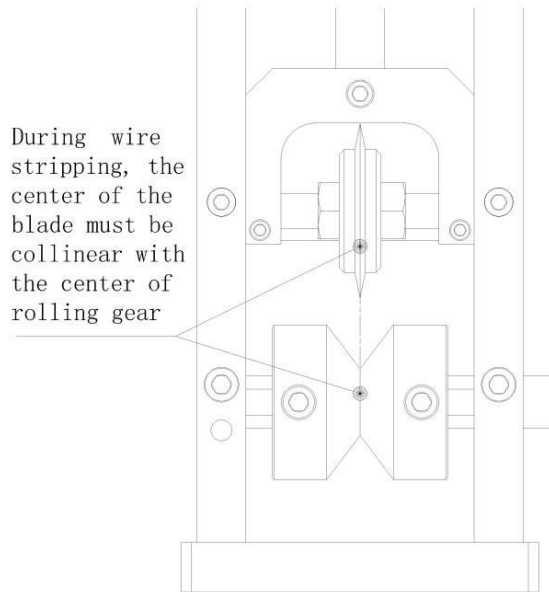 During wire
stripping, the
center of the
blade must be
collinear with
the center of
rolling gear